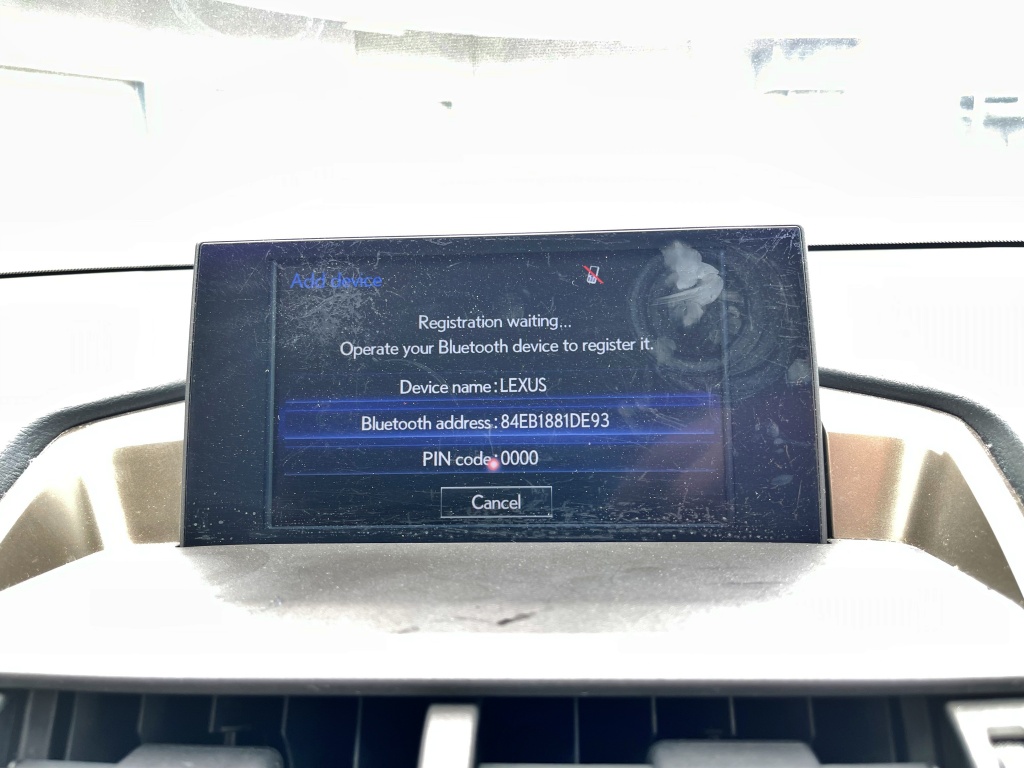 Add device
Registration waiting...
Operate your Bluetooth device to register it.
Device name:LEXUS
Bluetooth address:84EB1881DE93
PIN code:0000
Cancel